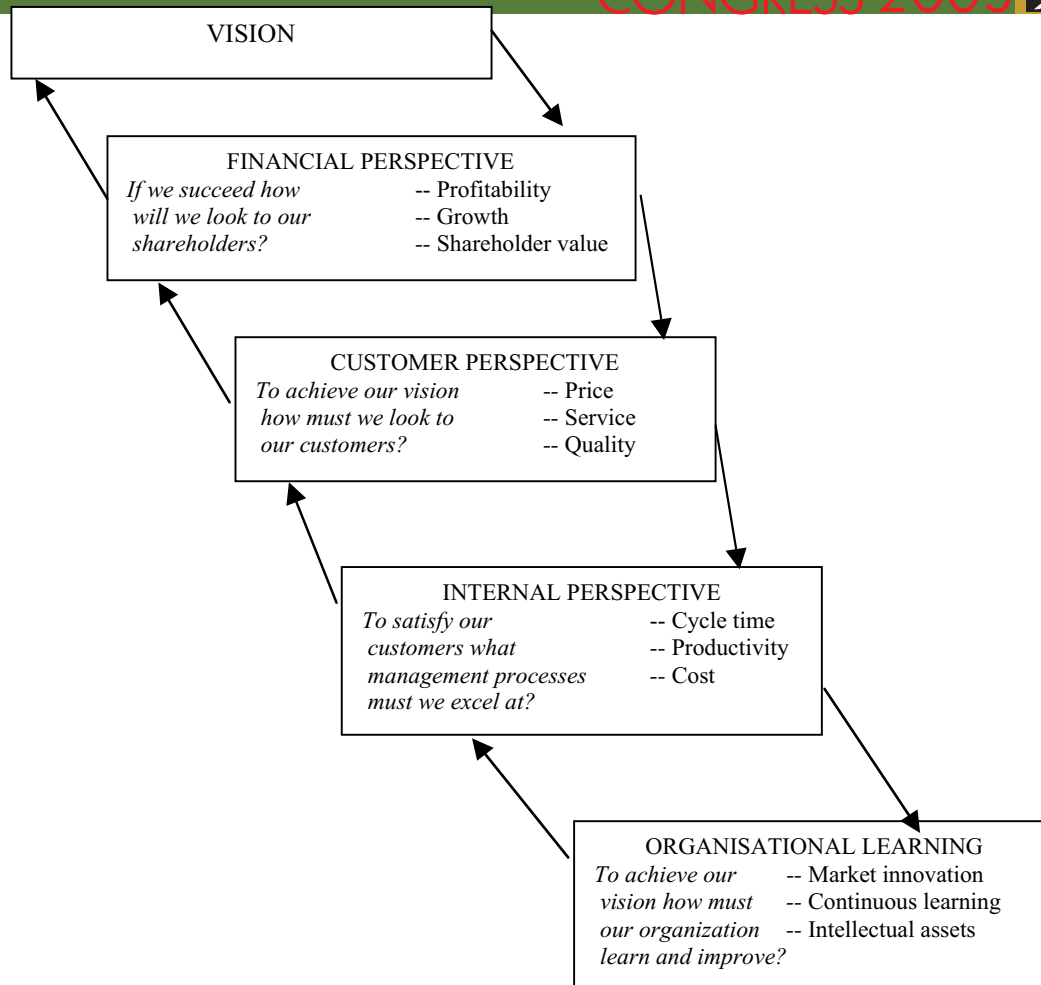 CONGRESS 2003
VISION
FINANCIAL PERSPECTIVE
If we succeed how -- Profitability
will we look to our -- Growth
shareholders? -- Shareholder value
CUSTOMER PERSPECTIVE
To achieve our vision -- Price
how must we look to -- Service
our customers? -- Quality
INTERNAL PERSPECTIVE
To satisfy our -- Cycle time
customers what -- Productivity
management processes -- Cost
must we excel at?
ORGANISATIONAL LEARNING
To achieve our -- Market innovation
vision how must -- Continuous learning
our organization -- Intellectual assets
learn and improve?